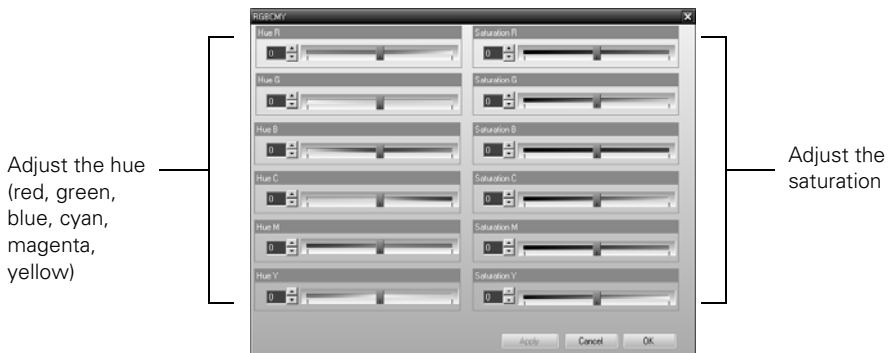 RGBCMY
Hue R
0
Saturation R
0
Hue G
0
Saturation G
0
Hue B
0
Saturation B
0
Hue C
0
Saturation C
0
Hue M
0
Saturation M
0
Hue Y
0
Saturation Y
0
Apply
Cancel
OK
Adjust the hue
(red, green,
blue, cyan,
magenta,
yellow)
Adjust the
saturation